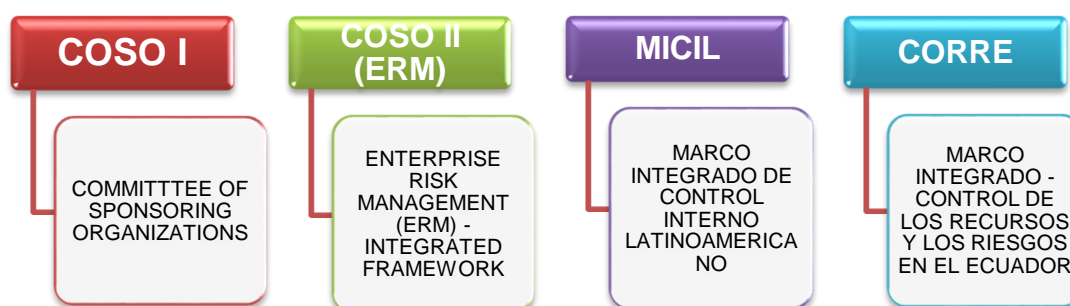 COSO I
COMMITTTEE OF
SPONSORING
ORGANIZATIONS
COSO II
(ERM)
ENTERPRISE
RISK
MANAGEMENT
(ERM) -
INTEGRATED
FRAMEWORK
MICIL
MARCO
INTEGRADO DE
CONTROL
INTERNO
LATINOAMERICA
NO
CORRE
MARCO
INTEGRADO -
CONTROL DE
LOS RECURSOS
Y LOS RIESGOS
EN EL ECUADOR